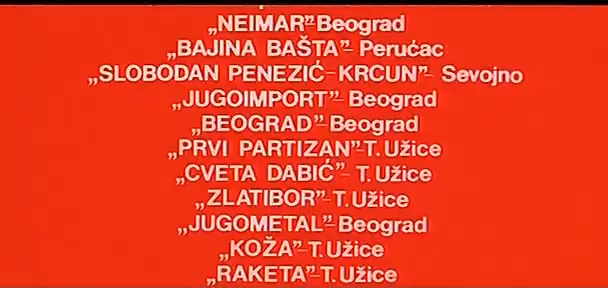 „NEIMAR”-Beograd
„BAJINA BAŠTA”- Perućac
„SLOBODAN PENEZIĆ-KRCUN”- Sevojno
„JUGOIMPORT”- Beograd
„BEOGRAD”-Beograd
„PRVI PARTIZAN”-T. Užice
„CVETA DABIĆ”- T. Užice
„ZLATIBOR”-T. Užice
„JUGOMETAL”-Beograd
„KOŽA”-T. Užice
„RAKETA”-T. Užice